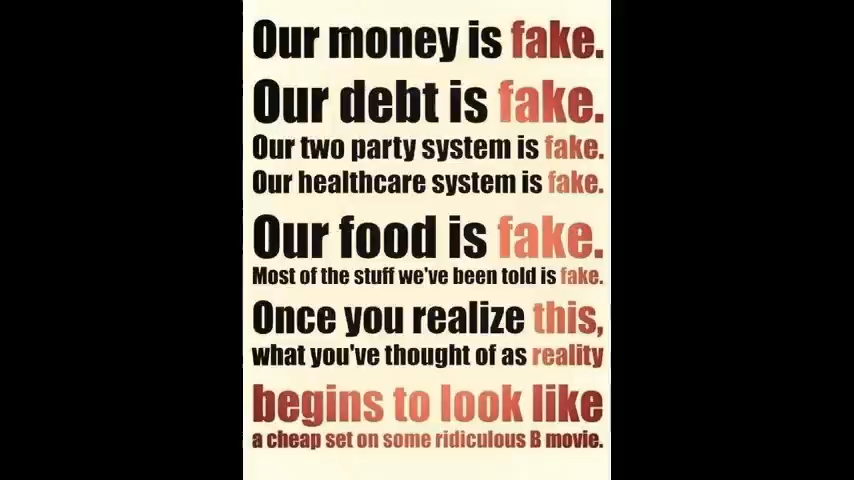 Our money is fake.
Our debt is fake.
Our two party system is fake.
Our healthcare system is fake.
Our food is fake.
Most of the stuff we've been told is fake.
Once you realize this,
what you've thought of as reality
begins to look like
a cheap set on some ridiculous B movie.